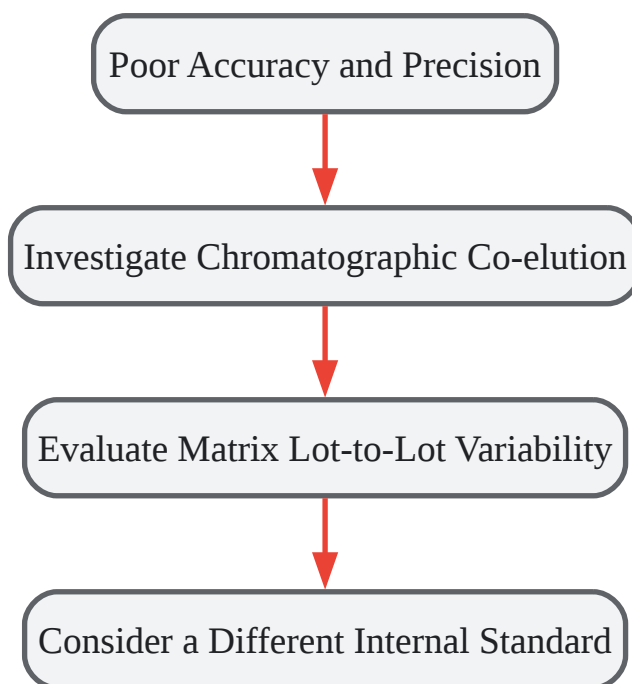 Poor Accuracy and Precision
Investigate Chromatographic Co-elution
Evaluate Matrix Lot-to-Lot Variability
Consider a Different Internal Standard